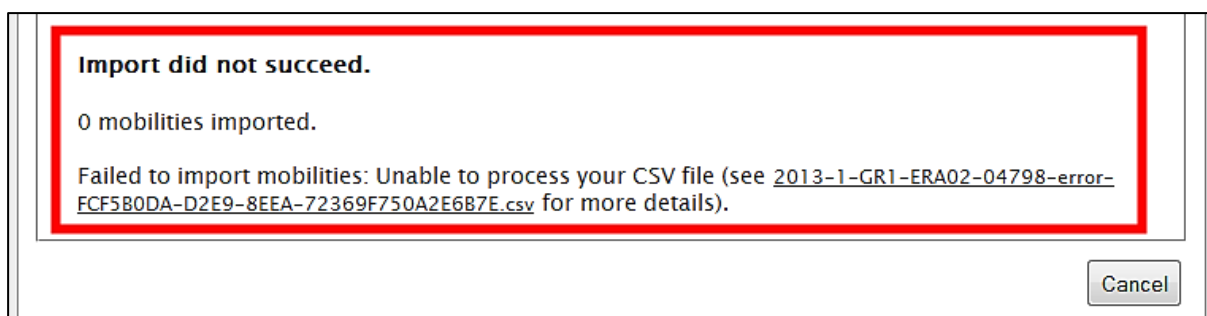 Import did not succeed.
0 mobilities imported.
Failed to import mobilities: Unable to process your CSV file (see 2013-1-GR1-ERA02-04798-error-
FCF5B0DA-D2E9-8EEA-72369F750A2E6B7E.csv for more details).
Cancel